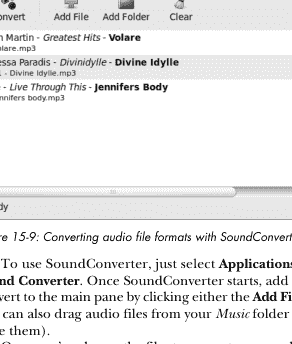 nvert Add File Add Folder Clear
n Martin - Greatest Hits - Volare
olare.mp3
essa Paradis - Divinidylle - Divine Idylle
1 - Divine Idylle.mp3
- Live Through This - Jennifers Body
nnifers body.mp3
dy
re 15-9: Converting audio file formats with SoundConvert
To use SoundConverter, just select Applications
nd Converter. Once SoundConverter starts, add
vert to the main pane by clicking either the Add Fi
can also drag audio files from your Music folder
e them).